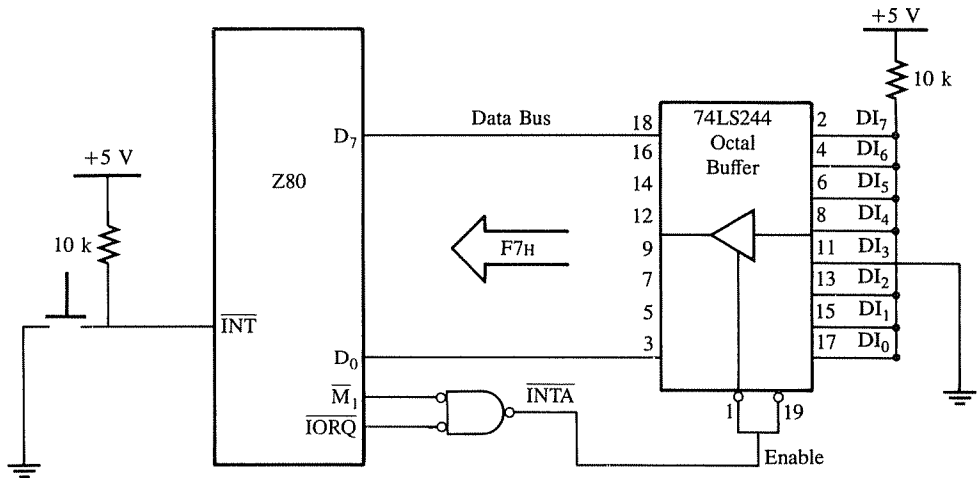 +5 V
10 k
+5 V
10 k
Z80
D7
Data Bus
F7H
INT
D0
M1
IORQ
INTA
74LS244
Octal
Buffer
18
16
14
12
9
7
5
3
2 DI7
4 DI6
6 DI5
8 DI4
11 DI3
13 DI2
15 DI1
17 DI0
1
19
Enable